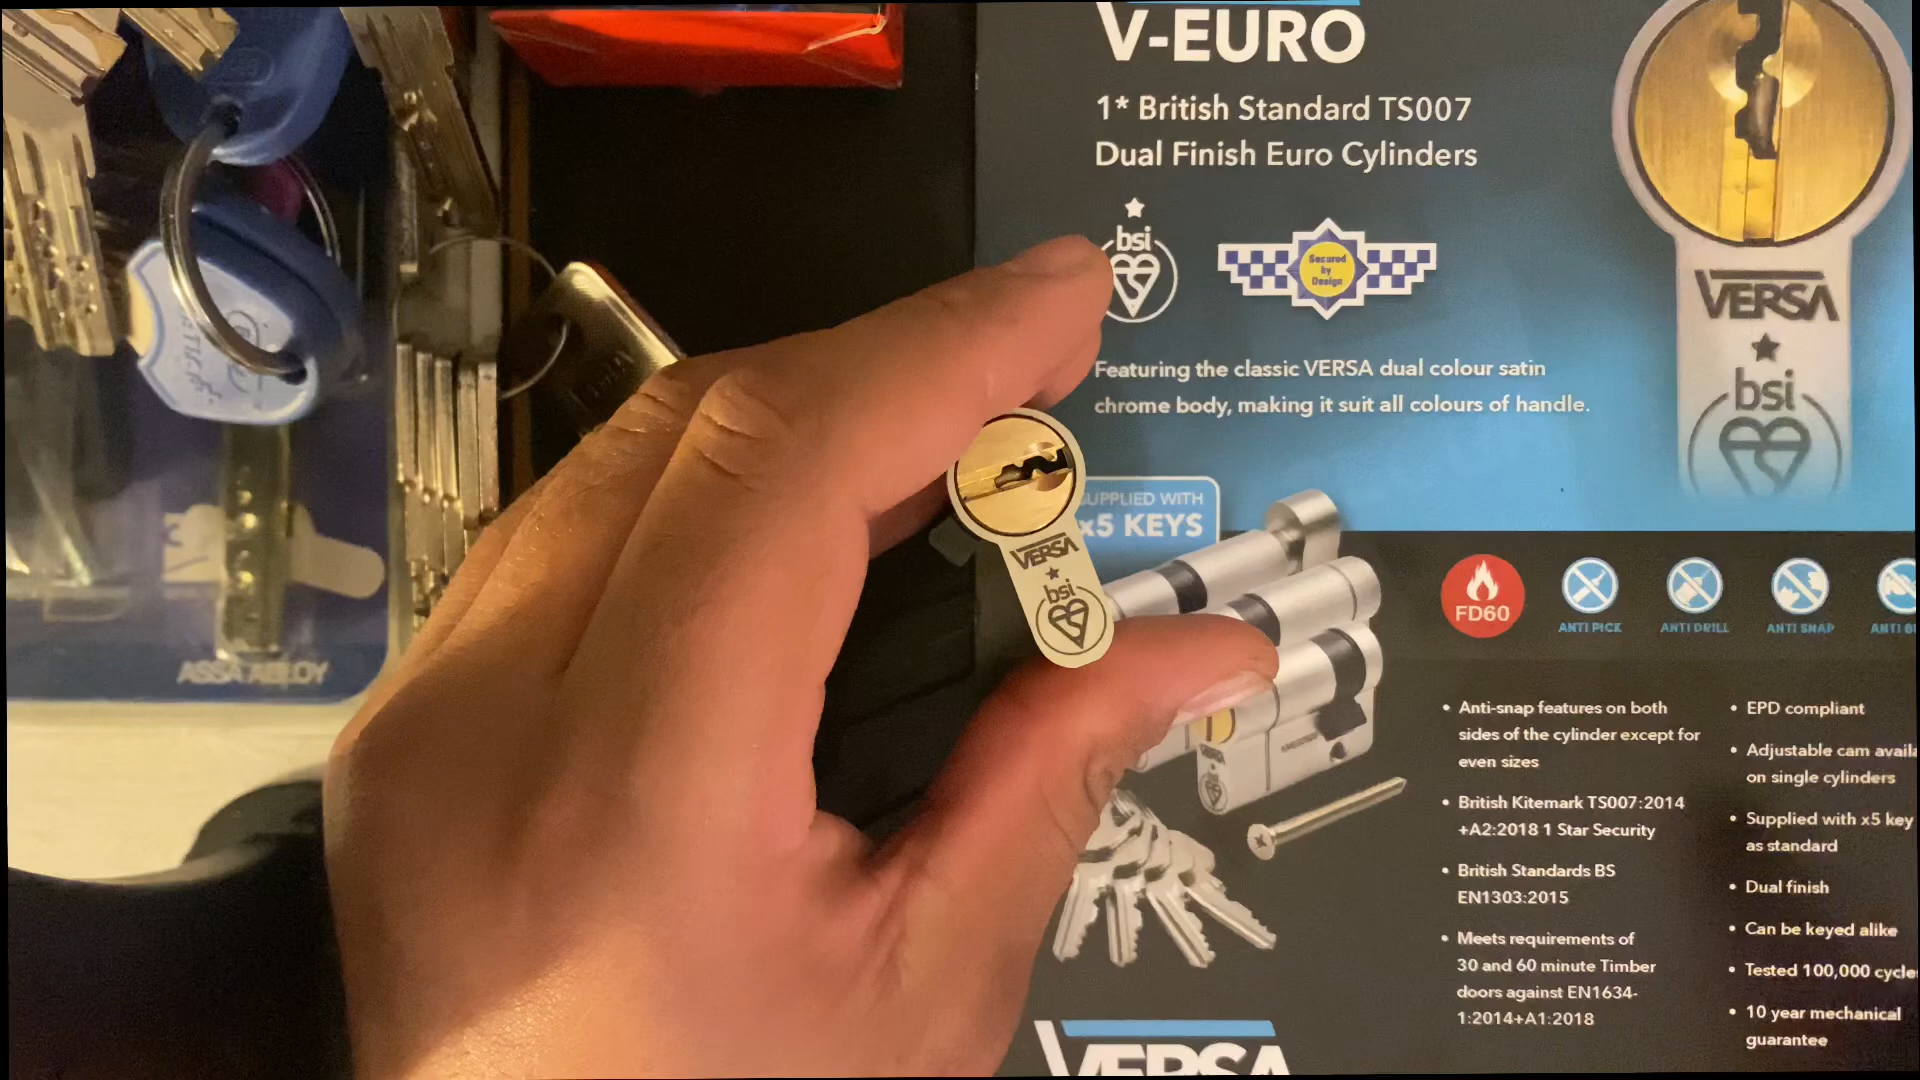 V-EURO
1* British Standard TS007
Dual Finish Euro Cylinders
bsi
Secured
by
Design
Featuring the classic VERSA dual colour satin
chrome body, making it suit all colours of handle.
VERSA
bsi
SUPPLIED WITH
x5 KEYS
VERSA
bsi
FD60
ANTI PICK
ANTI DRILL
ANTI SNAP
ANTI
Anti-snap features on both
sides of the cylinder except for
even sizes
British Kitemark TS007:2014
+A2:2018 1 Star Security
British Standards BS
EN1303:2015
Meets requirements of
30 and 60 minute Timber
doors against EN1634-
1:2014+A1:2018
EPD compliant
Adjustable cam
on single cylinders
Supplied with x5 key
as standard
Dual finish
Can be keyed alike
Tested 100,000
10 year mechanical
guarantee
ASSA ABLOY
VERSA